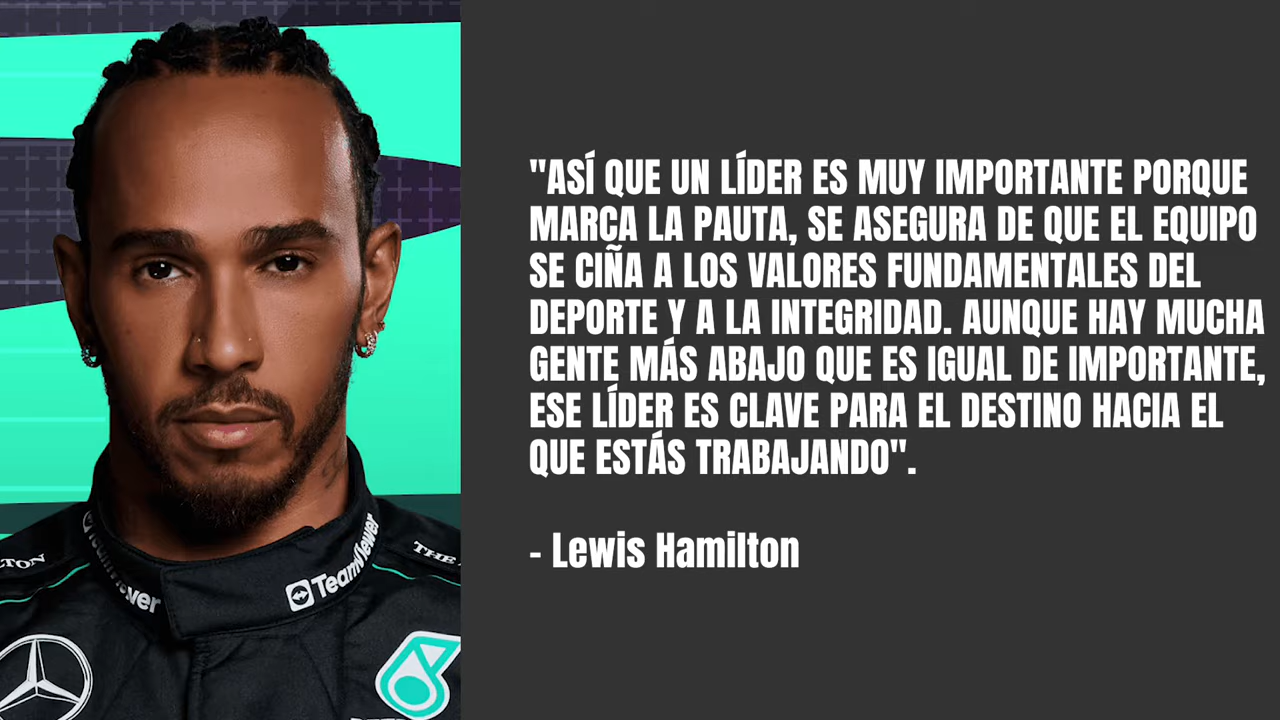 "ASÍ QUE UN LÍDER ES MUY IMPORTANTE PORQUE
MARCA LA PAUTA, SE ASEGURA DE QUE EL EQUIPO
SE CIÑA A LOS VALORES FUNDAMENTALES DEL
DEPORTE Y A LA INTEGRIDAD. AUNQUE HAY MUCHA
GENTE MÁS ABAJO QUE ES IGUAL DE IMPORTANTE,
ESE LÍDER ES CLAVE PARA EL DESTINO HACIA EL
QUE ESTÁS TRABAJANDO".
- Lewis Hamilton
TeamViewer
TeamViewer
THE